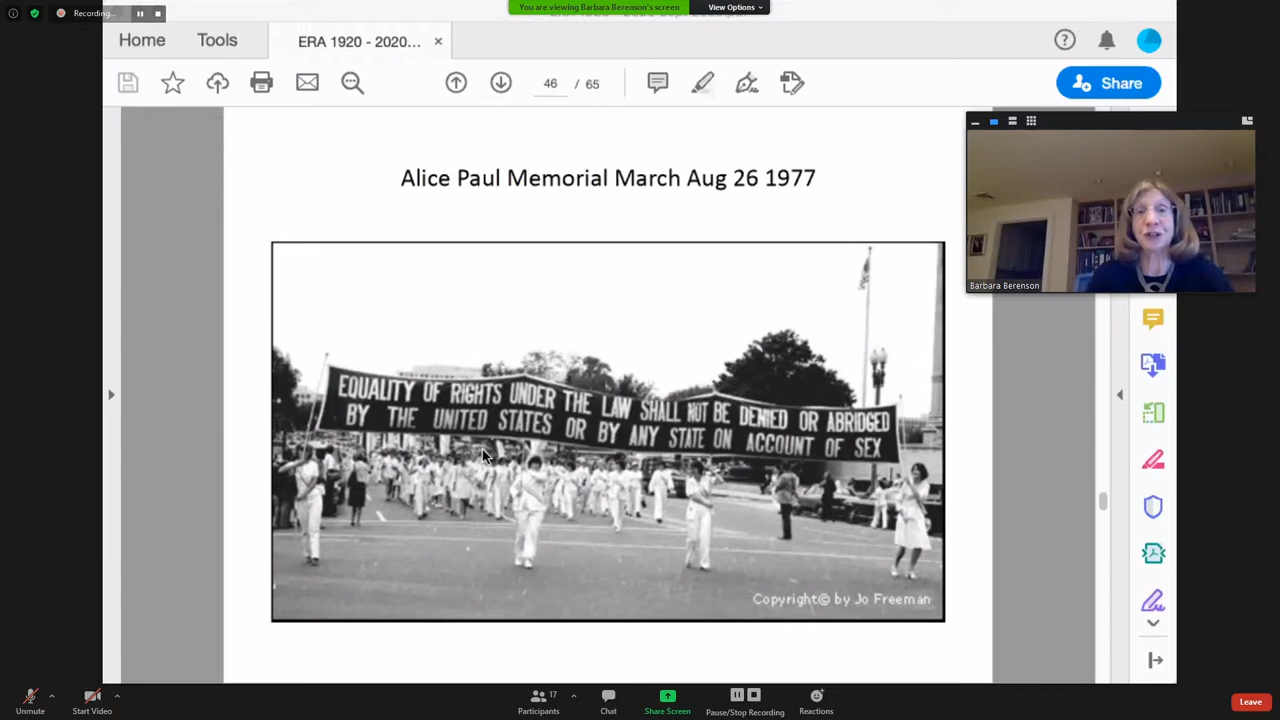 Recording...
You are viewing Barbara Berenson's screen
View Options
Home
Tools
ERA 1920 - 2020...
46 / 65
Share
Alice Paul Memorial March Aug 26 1977
EQUALITY OF RIGHTS UNDER THE LAW SHALL NOT BE DENIED OR ABRIDGED
BY THE UNITED STATES OR BY ANY STATE ON ACCOUNT OF SEX
Copyright© by Jo Freeman
Barbara Berenson
Unmute
Start Video
17
Participants
Chat
Share Screen
Pause/Stop Recording
Reactions
Leave